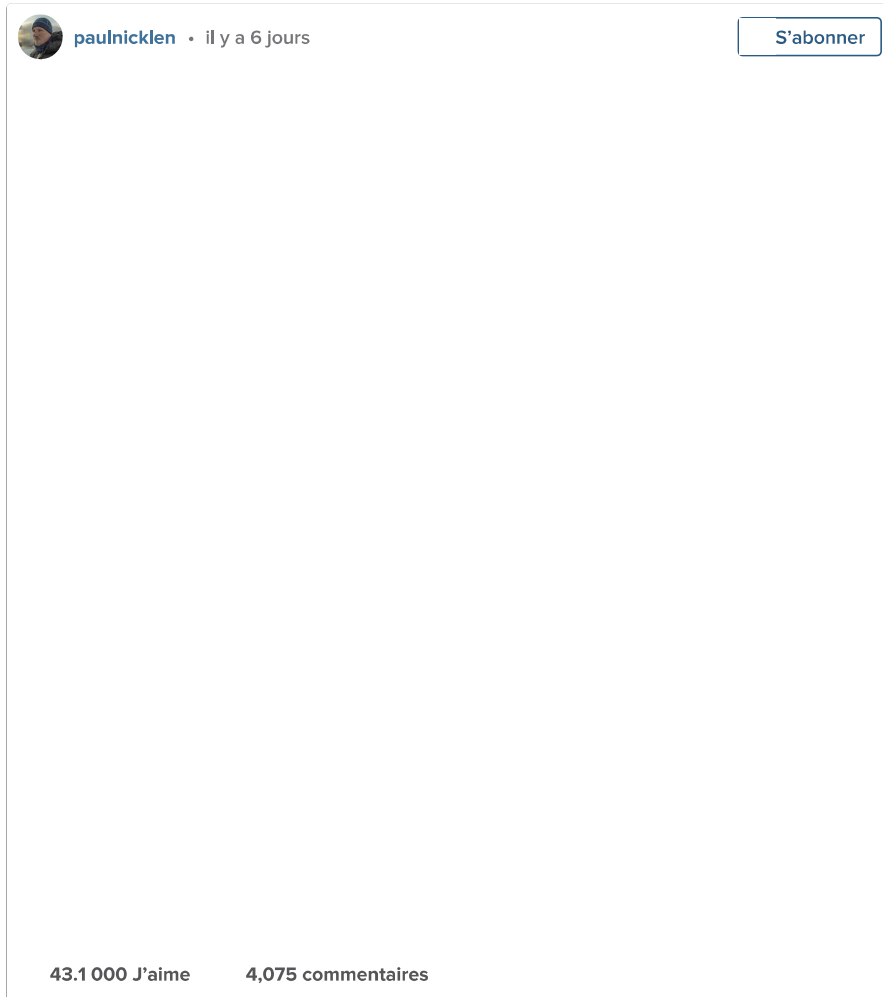 paulnicklen • il y a 6 jours S’abonner
43.1 000 J’aime 4,075 commentaires